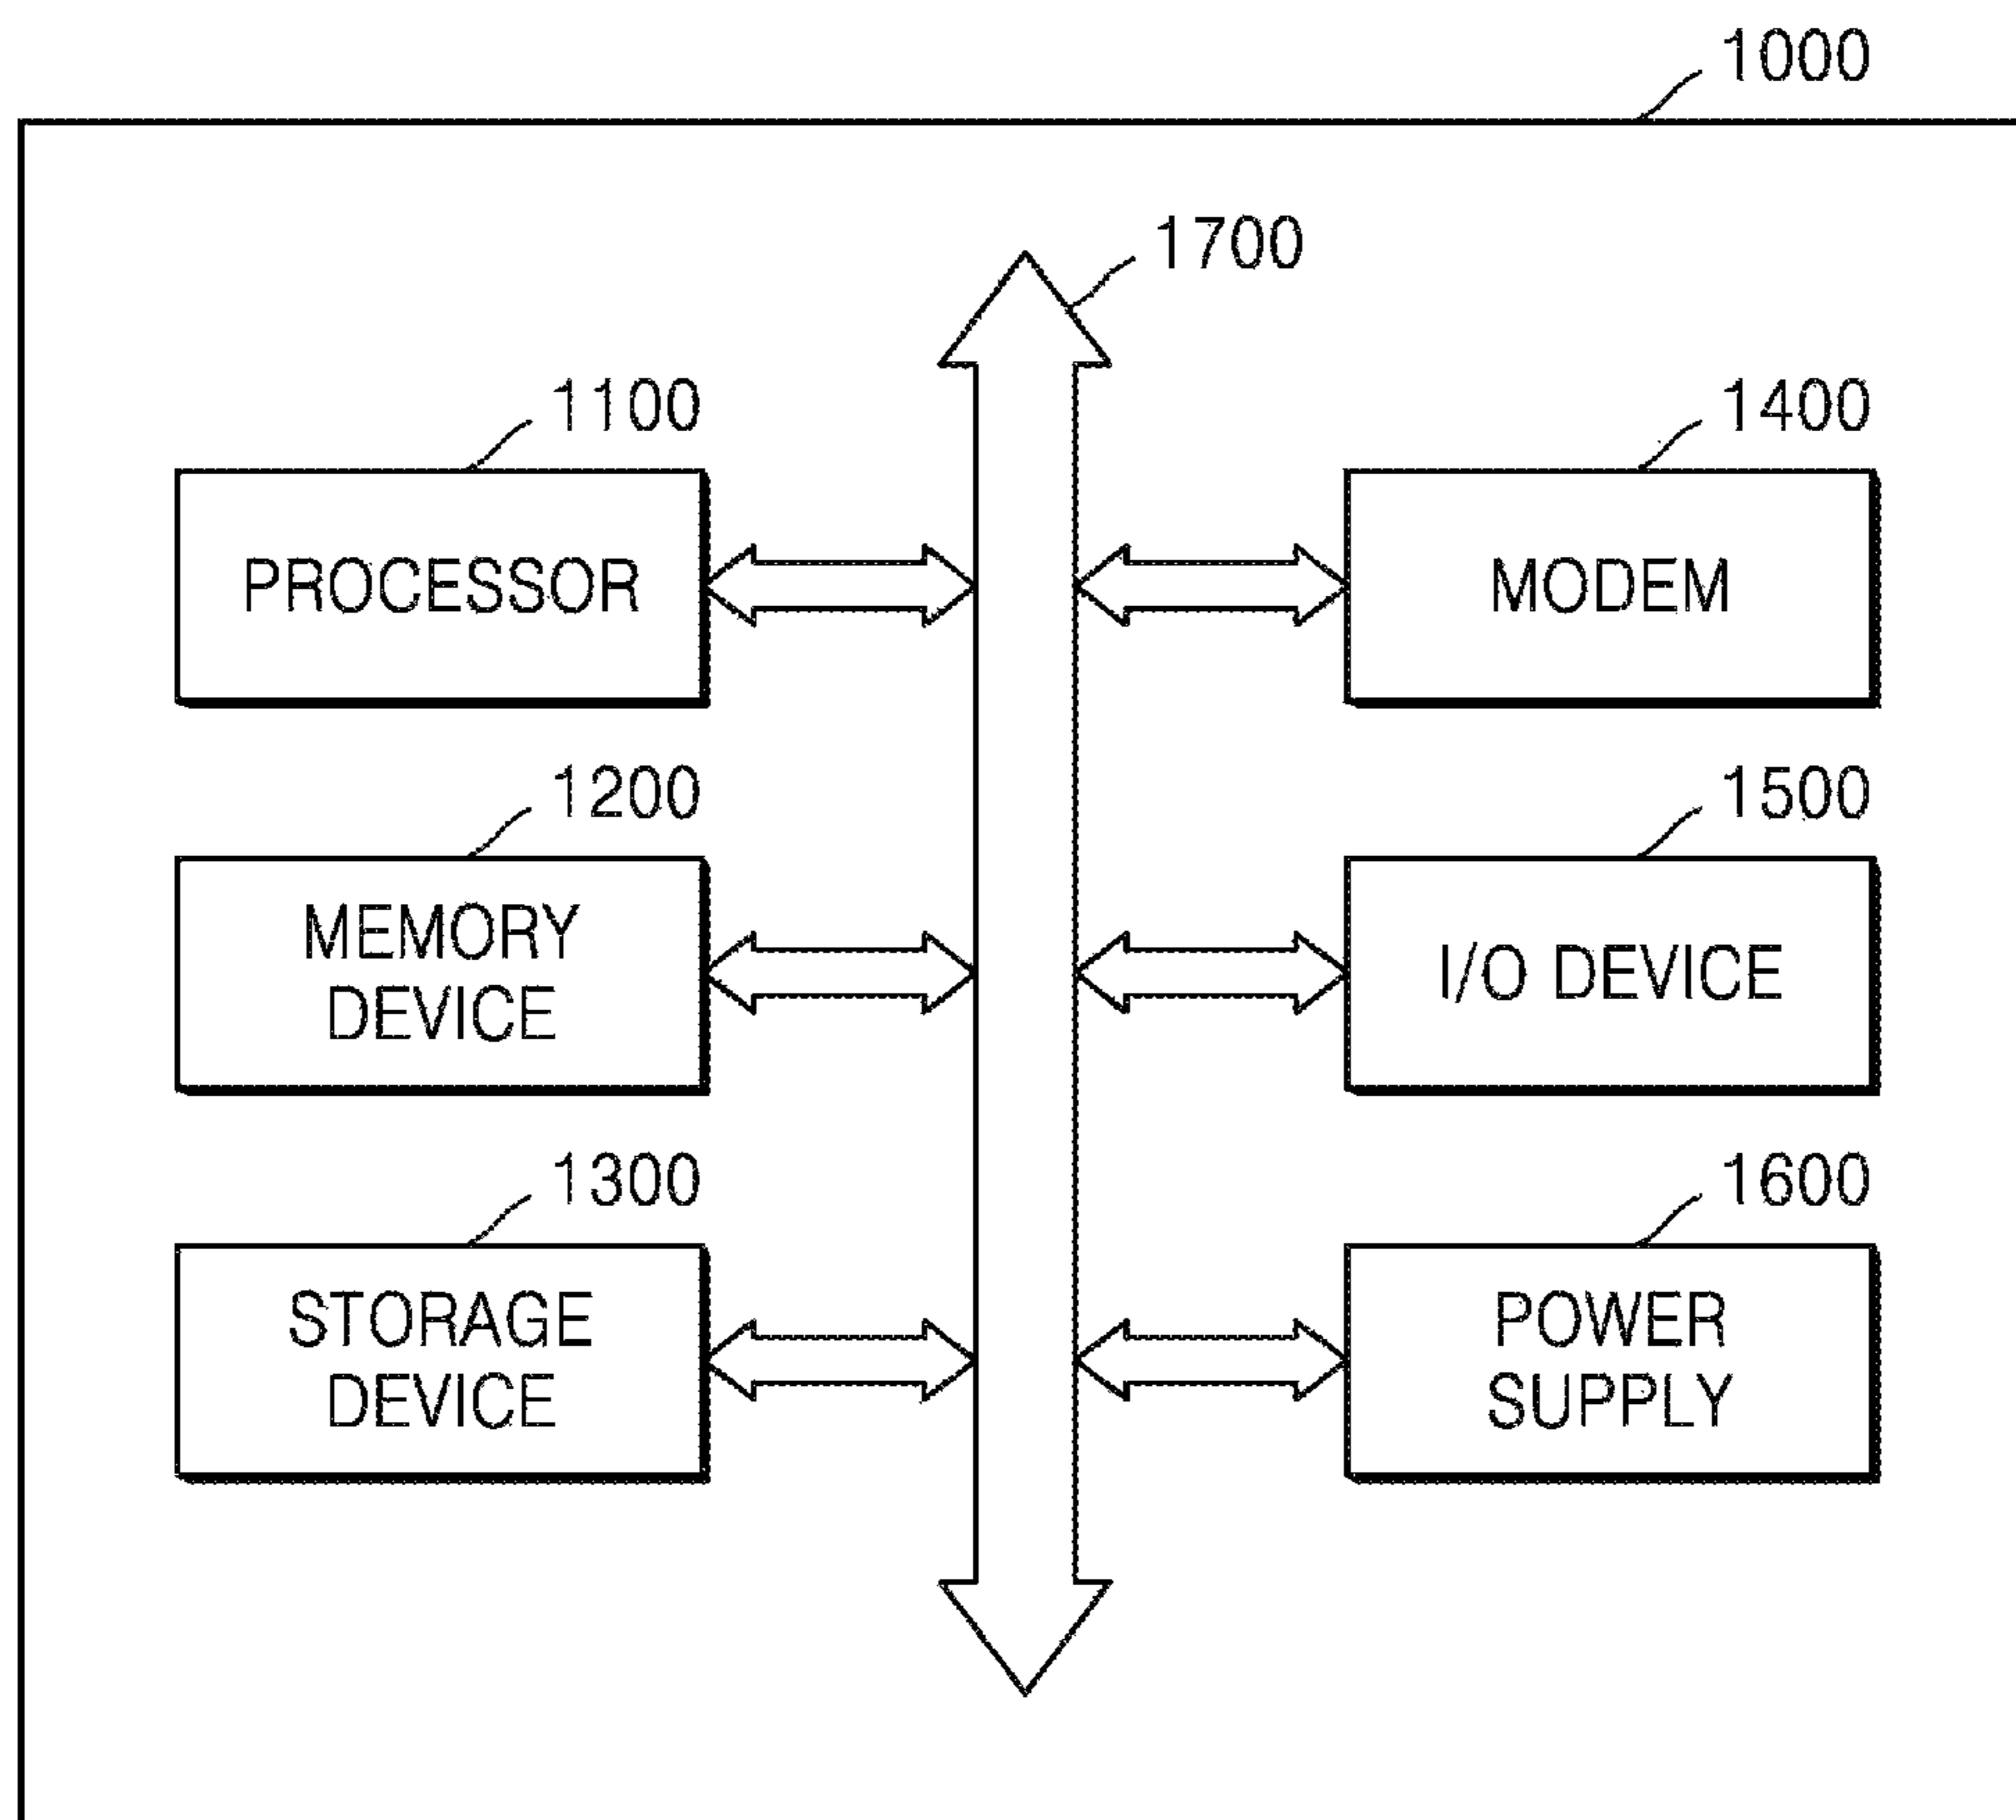 1000
1700
1100
1400
PROCESSOR
MODEM
1200
1500
MEMORY
DEVICE
I/O DEVICE
1300
1600
STORAGE
DEVICE
POWER
SUPPLY